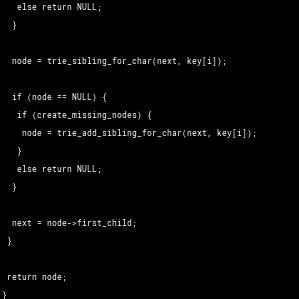 else return NULL;
}
node = trie_sibling_for_char(next, key[i]);
if (node == NULL) {
if (create_missing_nodes) {
node = trie_add_sibling_for_char(next, key[i]);
}
else return NULL;
}
next = node->first_child;
}
return node;
}